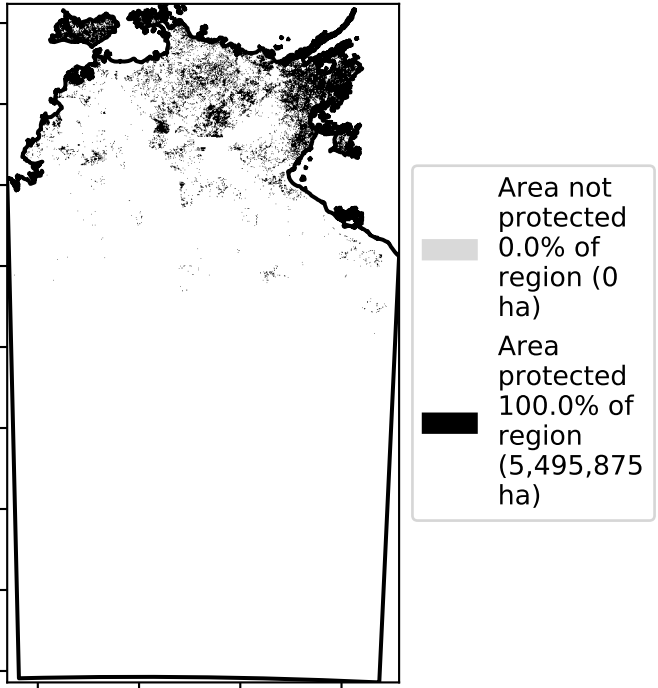 Area not
protected
0.0% of
region (0
ha)
Area
protected
100.0% of
region
(5,495,875
ha)